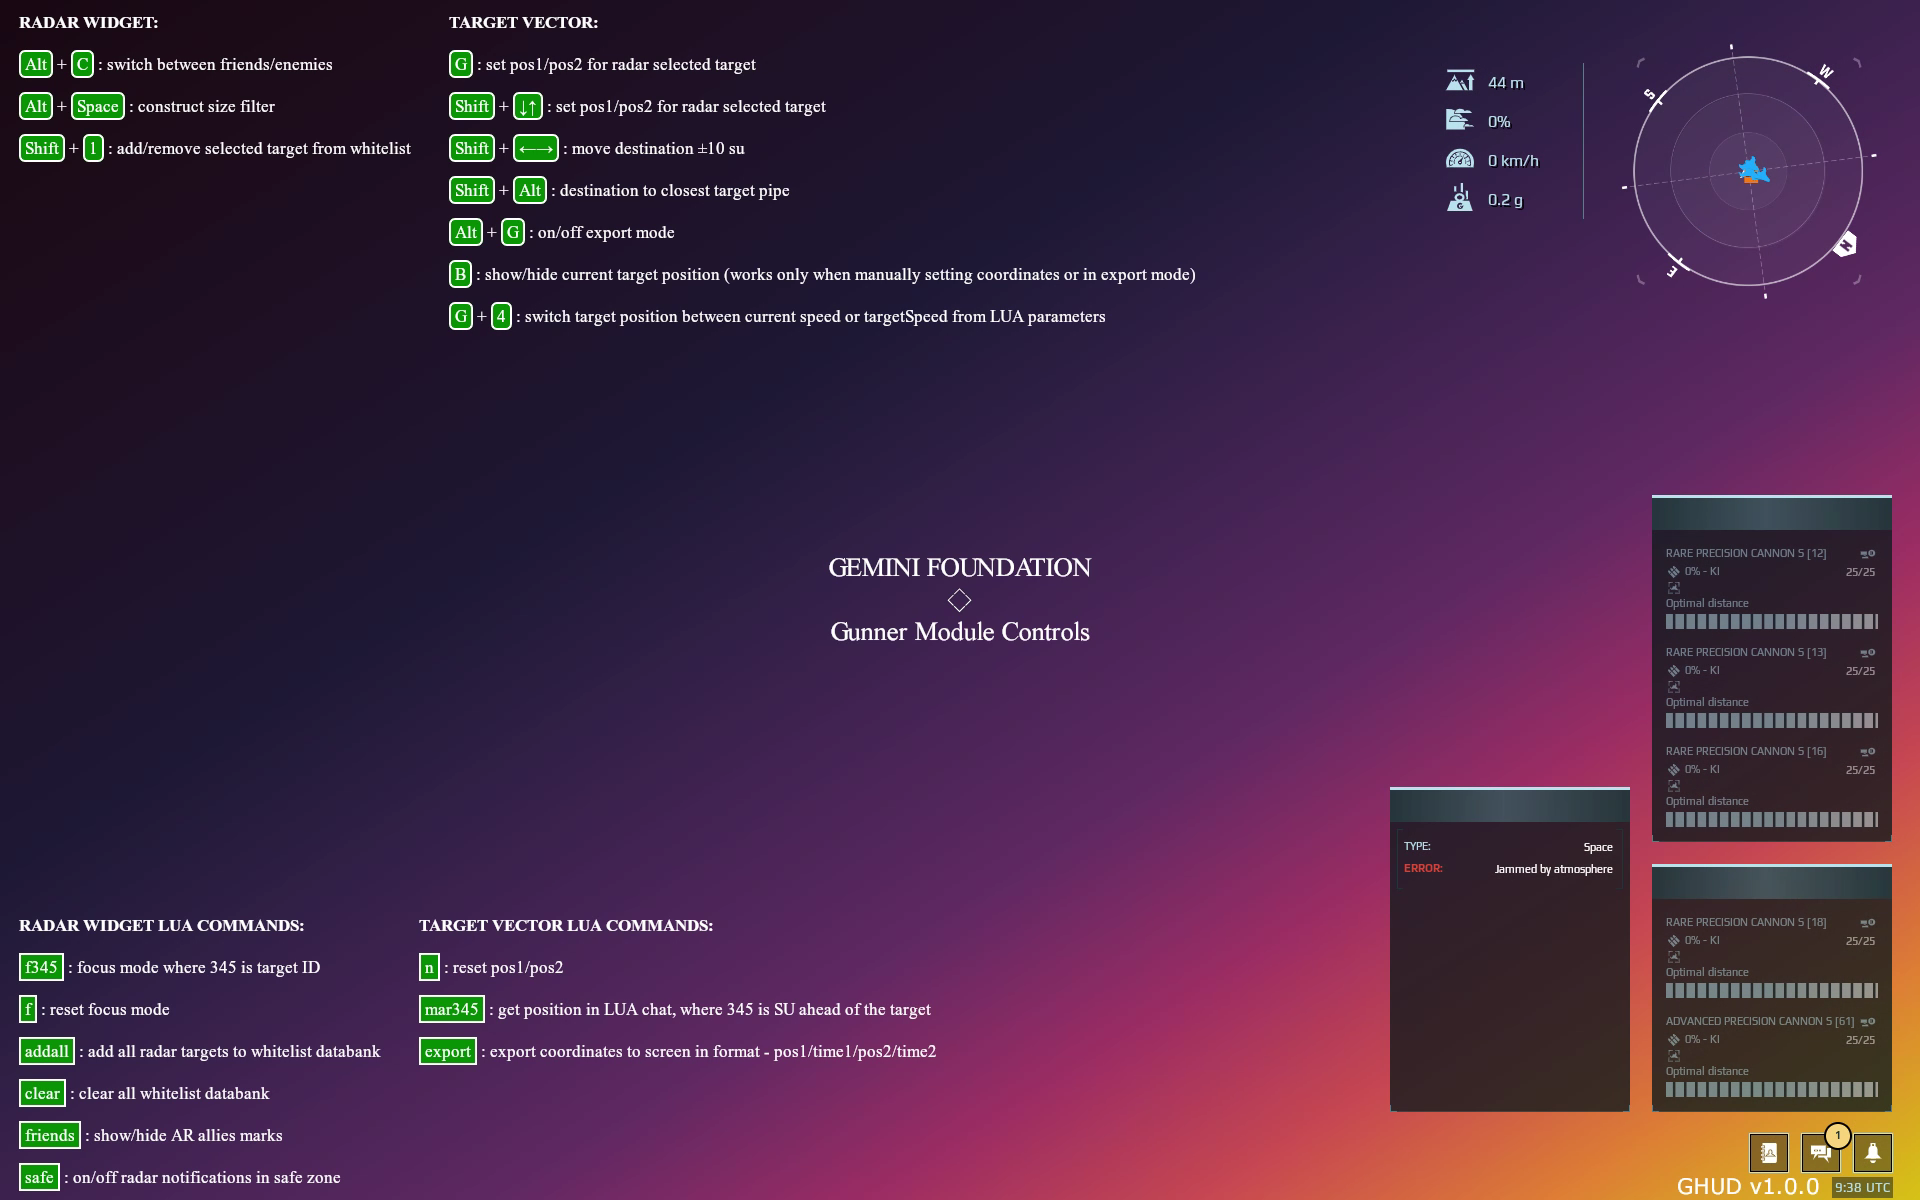 RADAR WIDGET:
Alt + C : switch between friends/enemies
Alt + Space : construct size filter
Shift + 1 : add/remove selected target from whitelist
TARGET VECTOR:
G : set pos1/pos2 for radar selected target
Shift + ↓↑ : set pos1/pos2 for radar selected target
Shift + ←→ : move destination ±10 su
Shift + Alt : destination to closest target pipe
Alt + G : on/off export mode
B : show/hide current target position (works only when manually setting coordinates or in export mode)
G + 4 : switch target position between current speed or targetSpeed from LUA parameters
44 m
0%
0 km/h
G 0.2 g
W
S
N
E
GEMINI FOUNDATION
Gunner Module Controls
RARE PRECISION CANNON S [12]
0% - KI 25/25
Optimal distance
RARE PRECISION CANNON S [13]
0% - KI 25/25
Optimal distance
RARE PRECISION CANNON S [16]
0% - KI 25/25
Optimal distance
TYPE: Space
ERROR: Jammed by atmosphere
RARE PRECISION CANNON S [18]
0% - KI 25/25
Optimal distance
ADVANCED PRECISION CANNON S [61]
0% - KI 25/25
Optimal distance
RADAR WIDGET LUA COMMANDS:
f345 : focus mode where 345 is target ID
f : reset focus mode
addall : add all radar targets to whitelist databank
clear : clear all whitelist databank
friends : show/hide AR allies marks
safe : on/off radar notifications in safe zone
TARGET VECTOR LUA COMMANDS:
n : reset pos1/pos2
mar345 : get position in LUA chat, where 345 is SU ahead of the target
export : export coordinates to screen in format - pos1/time1/pos2/time2
1
GHUD v1.0.0 9:38 UTC